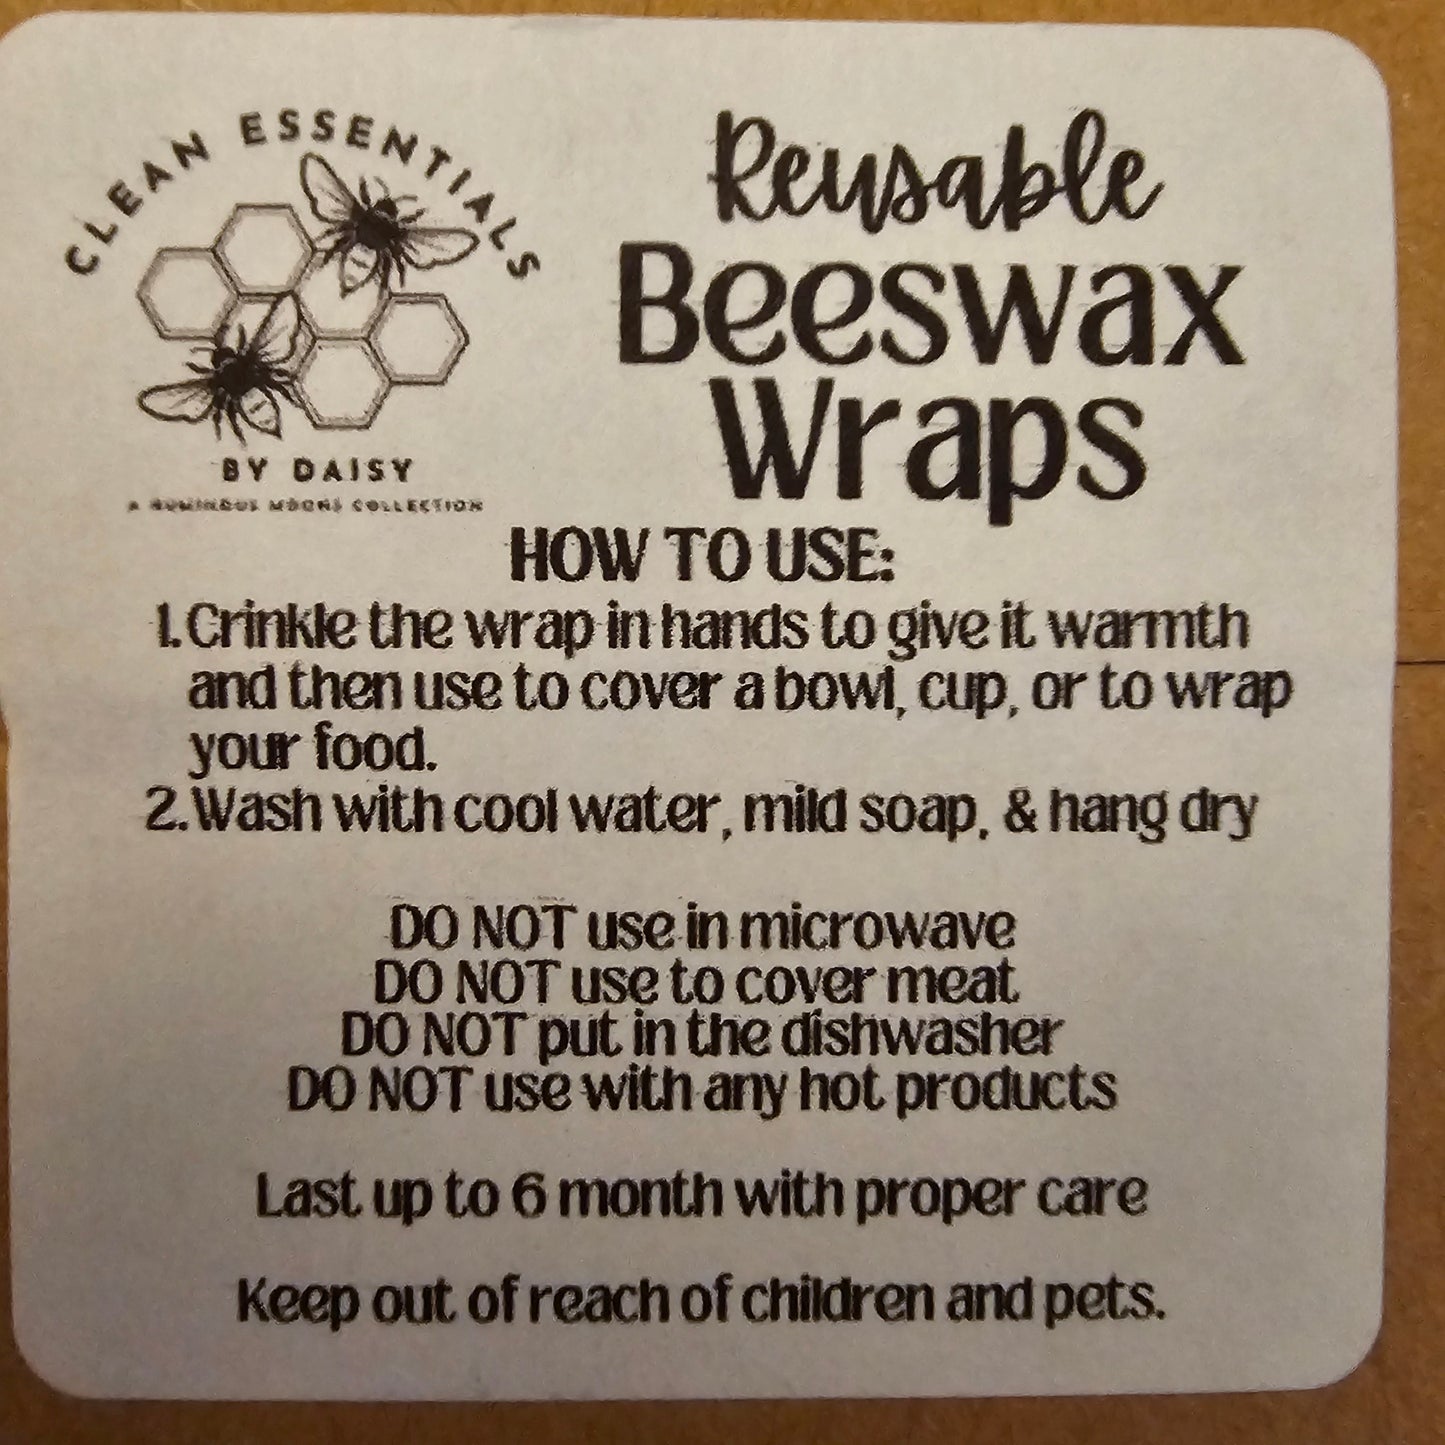 CLEAN ESSENTIALS
BY DAISY
A MOONS COLLECTION
Reusable
Beeswax
Wraps
HOW TO USE:
1. Crinkle the wrap in hands to give it warmth
and then use to cover a bowl, cup, or to wrap
your food.
2. Wash with cool water, mild soap, & hang dry
DO NOT use in microwave
DO NOT use to cover meat
DO NOT put in the dishwasher
DO NOT use with any hot products
Last up to 6 month with proper care
Keep out of reach of children and pets.